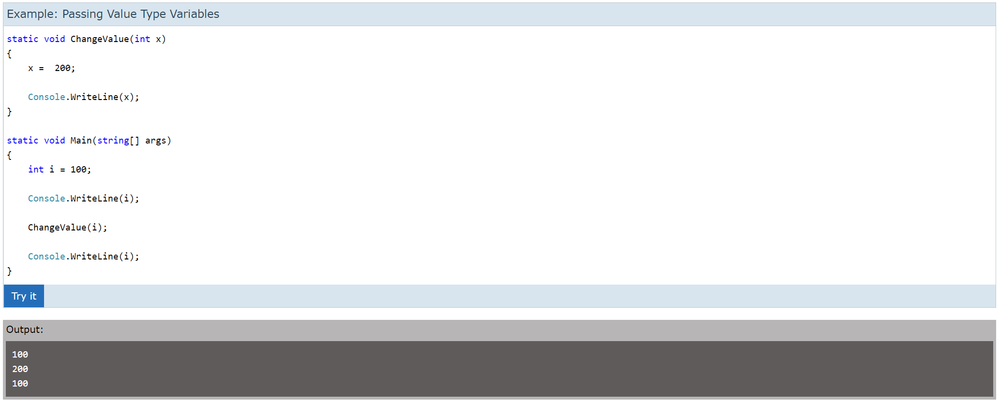 Example: Passing Value Type Variables
static void ChangeValue(int x)
{
    x =  200;
    Console.WriteLine(x);
}
static void Main(string[] args)
{
    int i = 100;
    Console.WriteLine(i);
    ChangeValue(i);
    Console.WriteLine(i);
}
Try it
Output:
100
200
100